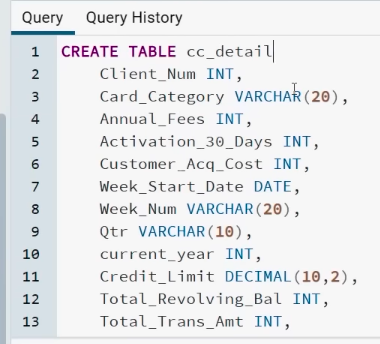 Query Query History
1 CREATE TABLE cc_detail
2 Client_Num INT,
3 Card_Category VARCHAR(20),
4 Annual_Fees INT,
5 Activation_30_Days INT,
6 Customer_Acq_Cost INT,
7 Week_Start_Date DATE,
8 Week_Num VARCHAR(20),
9 Qtr VARCHAR(10),
10 current_year INT,
11 Credit_Limit DECIMAL(10,2),
12 Total_Revolving_Bal INT,
13 Total_Trans_Amt INT,